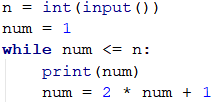 n = int(input())
num = 1
while num <= n:
    print(num)
    num = 2 * num + 1